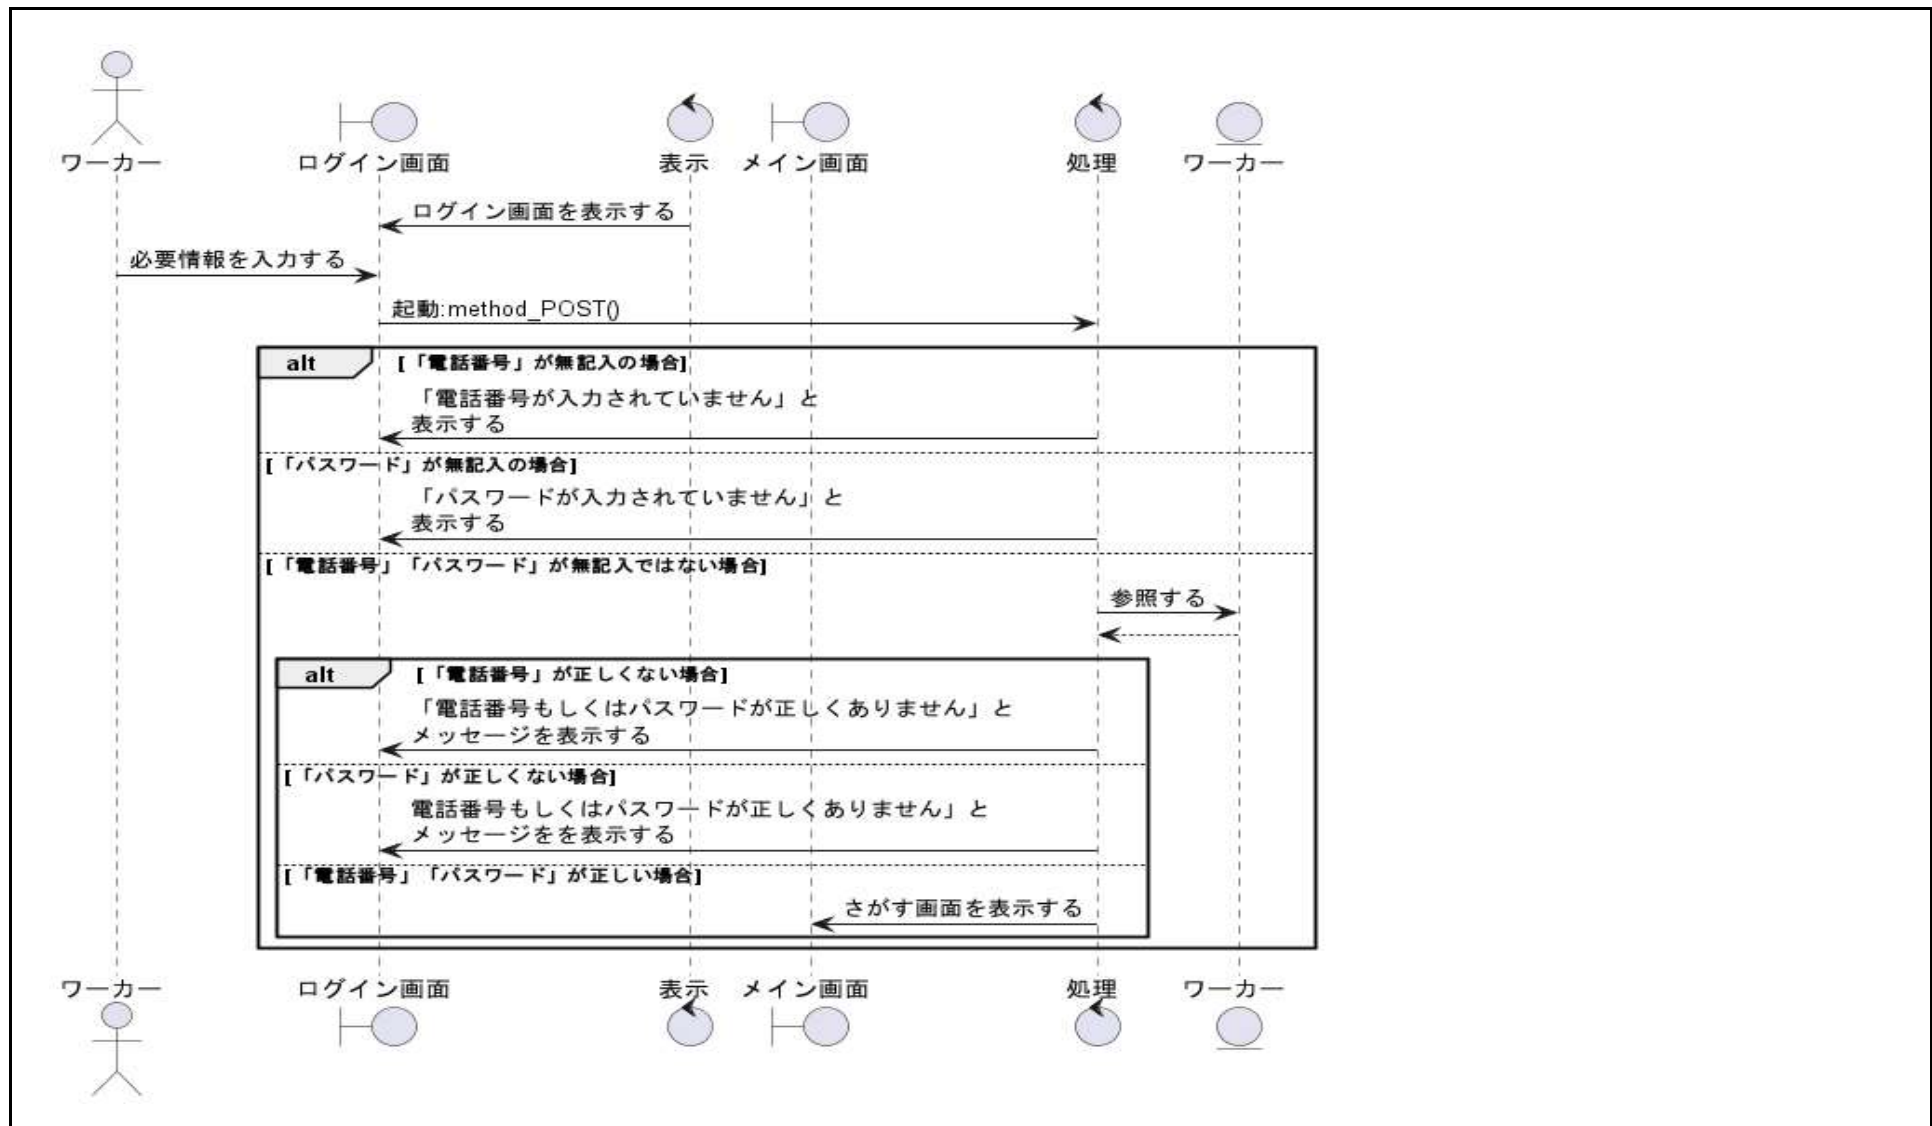 ワーカー
ログイン画面
表示
メイン画面
処理
ワーカー
ログイン画面を表示する
必要情報を入力する
起動:method_POST()
alt
[「電話番号」が無記入の場合]
「電話番号が入力されていません」と
表示する
[「パスワード」が無記入の場合]
「パスワードが入力されていません」と
表示する
[「電話番号」「パスワード」が無記入ではない場合]
参照する
alt
[「電話番号」が正しくない場合]
「電話番号もしくはパスワードが正しくありません」と
メッセージを表示する
[「パスワード」が正しくない場合]
電話番号もしくはパスワードが正しくありません」と
メッセージをを表示する
[「電話番号」「パスワード」が正しい場合]
さがす画面を表示する
ワーカー
ログイン画面
表示
メイン画面
処理
ワーカー